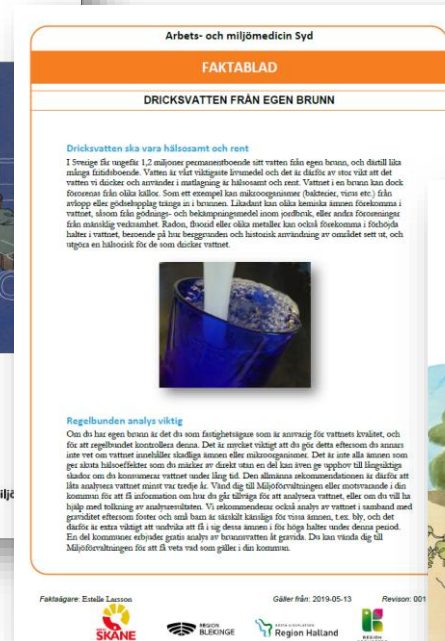 Arbets- och miljömedicin Syd
FAKTABLAD
DRICKSVATTEN FRÅN EGEN BRUNN
Dricksvatten ska vara hälsosamt och rent
I Sverige får ungefär 1,2 miljoner permanentboende sitt vatten från egen brunn, och därtill lika
många fritidsboende. Vatten är vårt viktigaste livsmedel och det är därför av stor vikt att det
vatten vi dricker och använder i matlagning är hälsosamt och rent. Vattnet i en brunn kan dock
förorenas från olika källor. Som ett exempel kan mikroorganismer (bakterier, virus etc.) från
avlopp eller gödselupplag tränga in i brunnen. Likadant kan olika kemiska ämnen förekomma i
vattnet, såsom från gödnings- och bekämpningsmedel inom jordbruk, eller andra föroreningar
från mänsklig verksamhet. Radon, fluorid eller olika metaller kan också förekomma i förhöjda
halter i vattnet, beroende på hur berggrunden och historisk användning av området sett ut, och
utgöra en hälsorisk för de som dricker vattnet.
Regelbunden analys viktig
Om du har egen brunn är det du som fastighetsägare som är ansvarig för vattnets kvalitet, och
för att regelbundet kontrollera denna. Det är mycket viktigt att du gör detta eftersom du annars
inte vet om vattnet innehåller skadliga ämnen eller mikroorganismer. Det är inte alla ämnen som
ger akuta hälsoeffekter som du märker av direkt utan en del kan även ge upphov till långsiktiga
skador om du konsumerar vattnet under lång tid. Den allmänna rekommendationen är därför att
låta analysera vattnet minst var tredje år. Vänd dig till Miljöförvaltningen eller motsvarande i din
kommun för att få information om hur du går tillväga för att analysera vattnet, eller om du vill ha
hjälp med tolkning av analysresultaten. Vi rekommenderar också analys av vattnet i samband med
graviditet eftersom foster och små barn är särskilt känsliga för vissa ämnen, t.ex. bly, och det
därför är extra viktigt att undvika att få i sig dessa ämnen i för höga halter under denna period.
En del kommuner erbjuder gratis analys av brunnsvatten åt gravida. Du kan vända dig till
Miljöförvaltningen för att få veta vad som gäller i din kommun.
Faktaägare: Estelle Larsson Gäller från: 2019-05-13 Revison: 001
SKÅNE
REGION
BLEKINGE
Region Halland